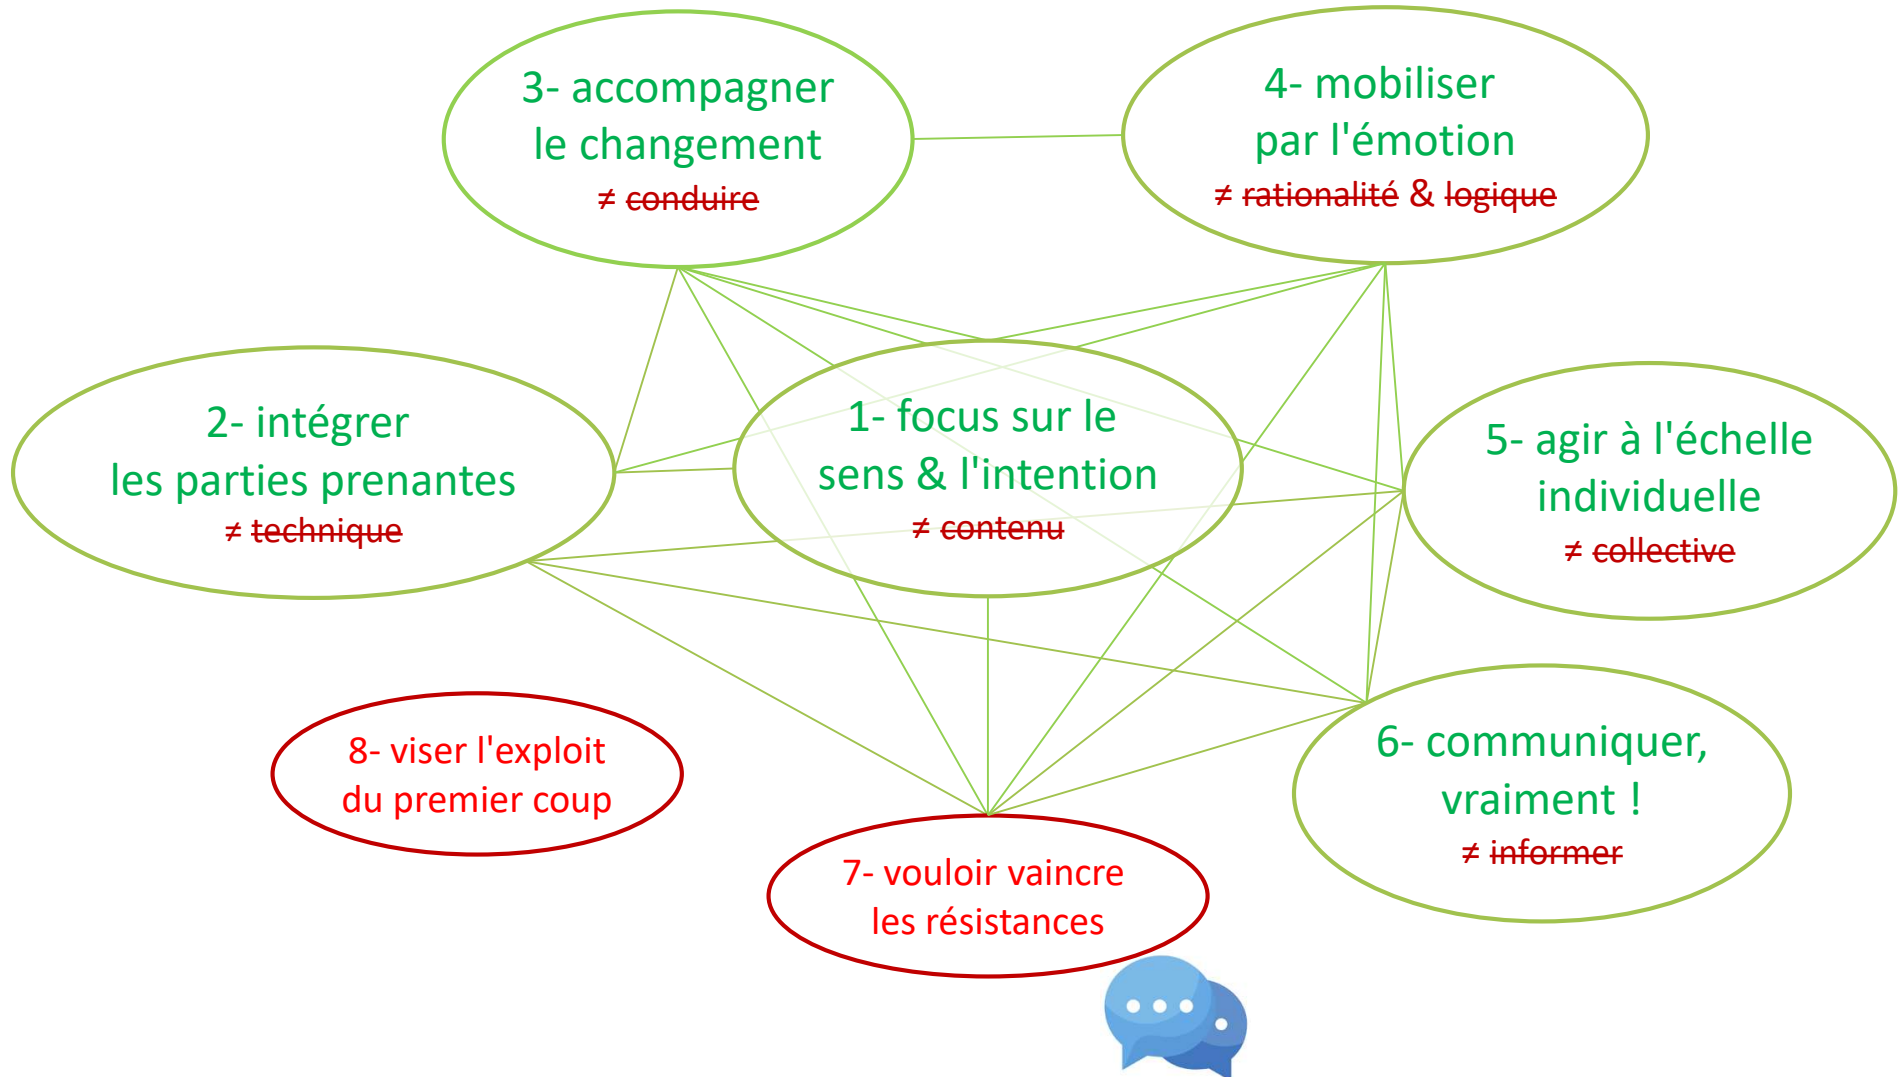 3- accompagner
le changement
≠ conduire
4- mobiliser
par l'émotion
≠ rationalité & logique
2- intégrer
les parties prenantes
≠ technique
1- focus sur le
sens & l'intention
≠ contenu
5- agir à l'échelle
individuelle
≠ collective
8- viser l'exploit
du premier coup
7- vouloir vaincre
les résistances
6- communiquer,
vraiment !
≠ informer